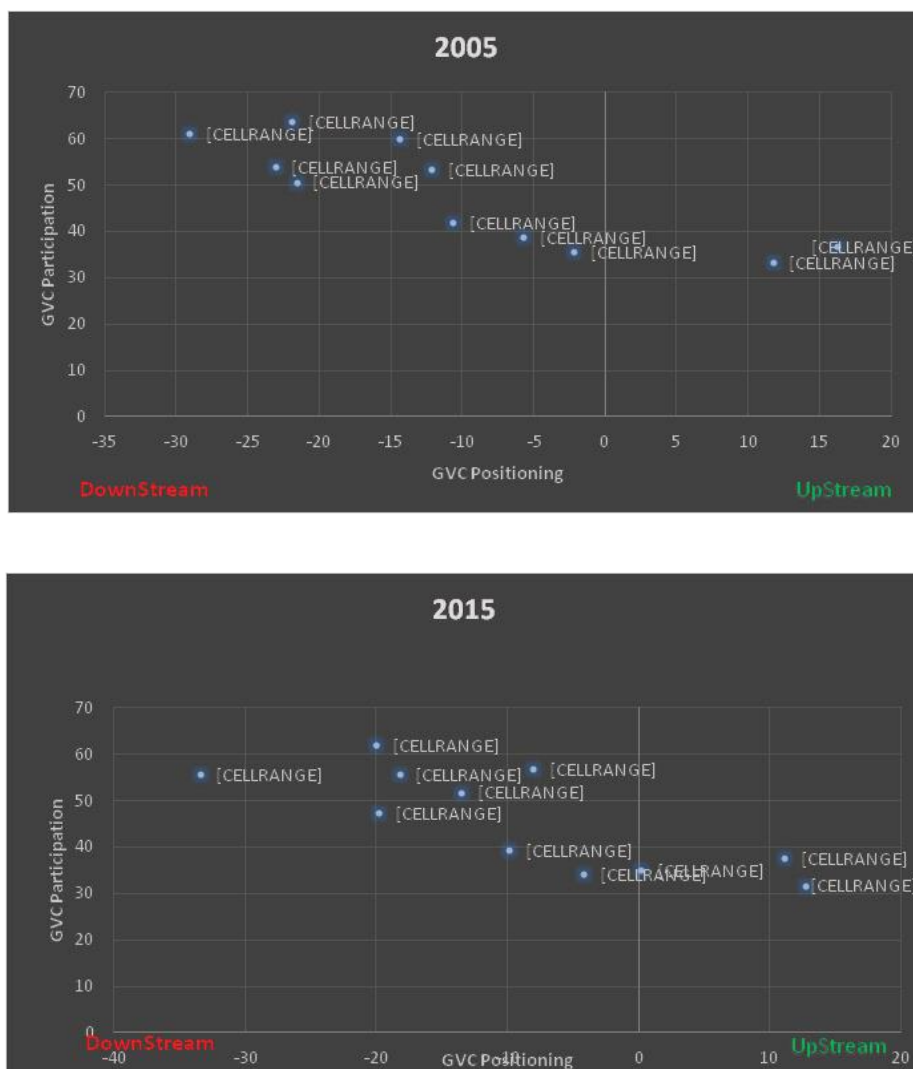 2005
70
[CELLRANGE]
60
[CELLRANGE]
[CELLRANGE]
[CELLRANGE]
[CELLRANGE]
50
[CELLRANGE]
GVC Participation
40
[CELLRANGE]
[CELLRANGE]
[CELLRANGE]
[CELLRANGE
30
[CELLRANGE]
20
10
0
-35 -30 -25 -20 -15 -10 -5 0 5 10 15 20
GVC Positioning
DownStream UpStream
2015
70
60
[CELLRANGE]
[CELLRANGE]
[CELLRANGE]
[CELLRANGE]
50
[CELLRANGE]
[CELLRANGE]
GVC Participation
40
[CELLRANGE]
[CELLRANGE]
[CELLRANGE]
[CELLRANGE]
30
[CELLRANGE]
20
10
0
DownStream UpStream
-40 -30 -20 -10 0 10 20
GVC Positioning